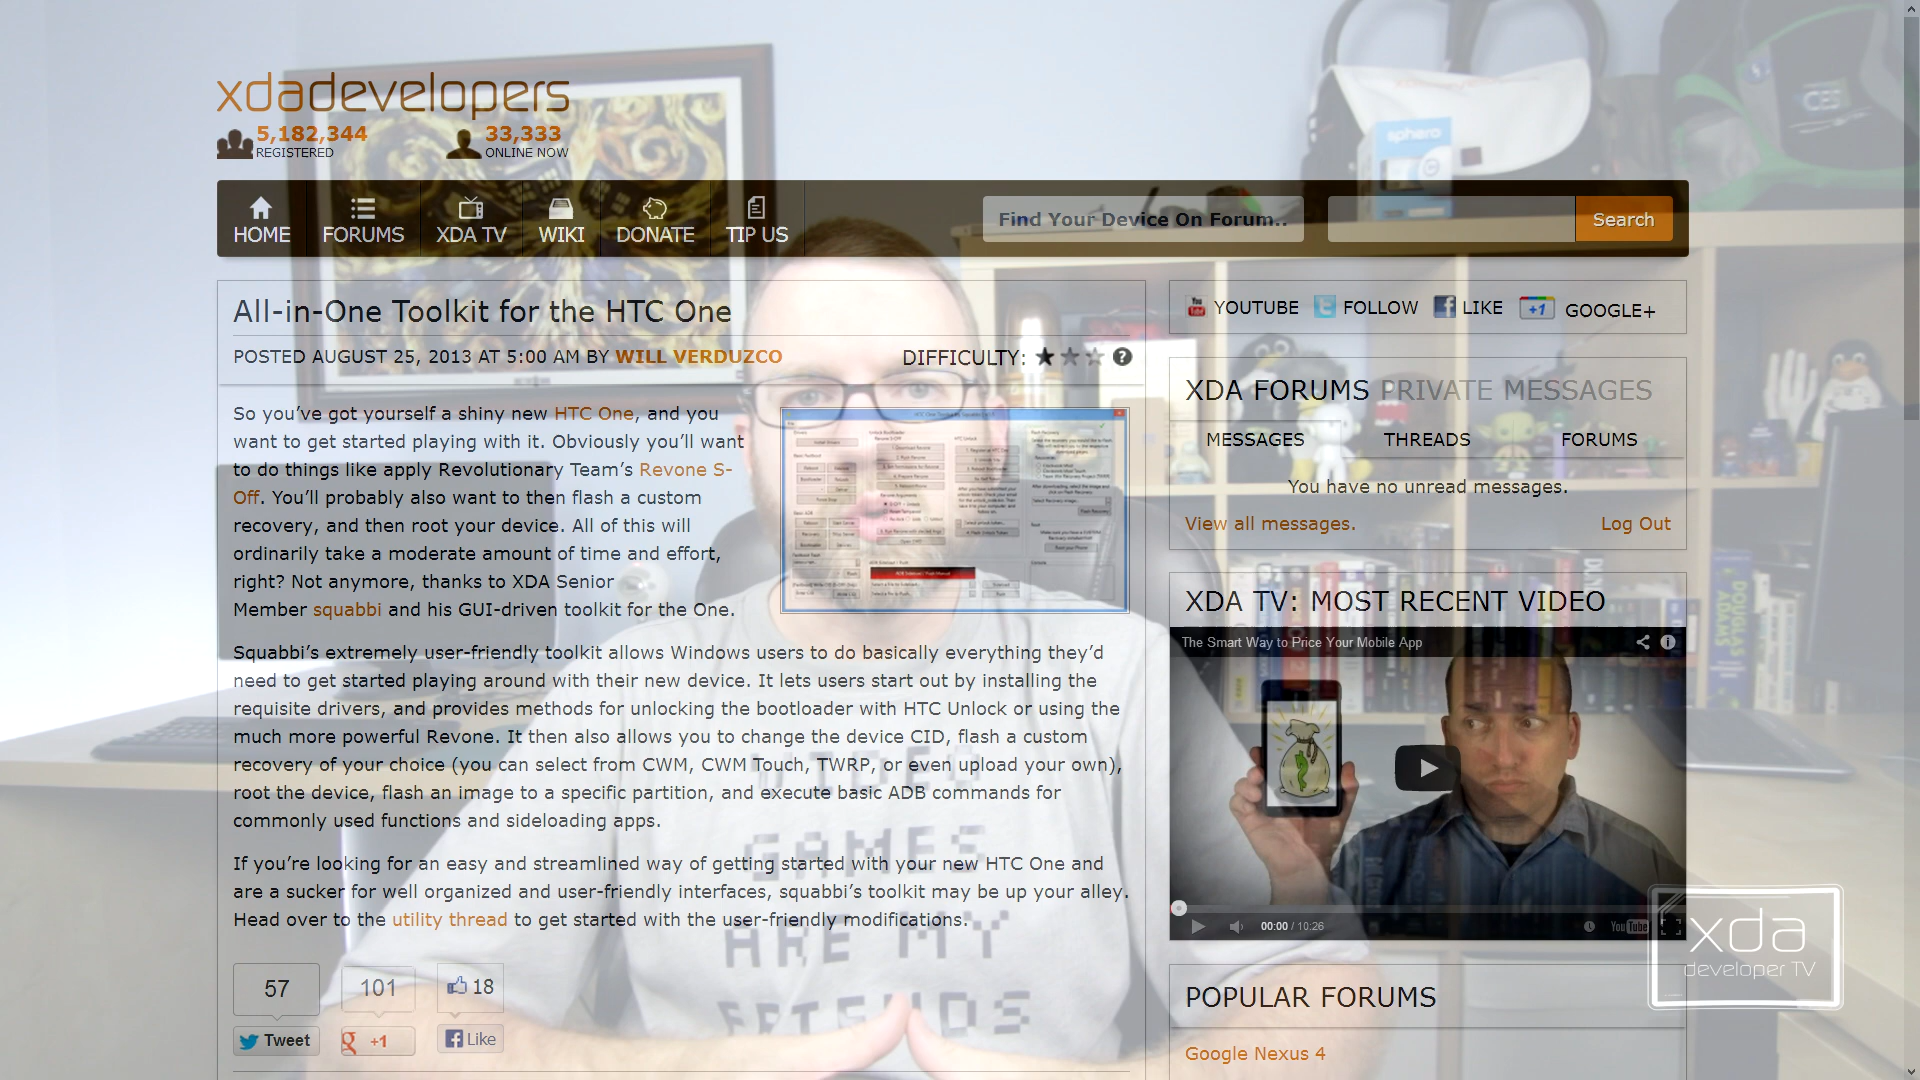 xdadevelopers
5,182,344
REGISTERED
33,333
ONLINE NOW
HOME
FORUMS
XDA TV
WIKI
DONATE
TIP US
Find Your Device On Forum..
Search
sphero
All-in-One Toolkit for the HTC One
POSTED AUGUST 25, 2013 AT 5:00 AM BY WILL VERDUZCO
DIFFICULTY:
So you’ve got yourself a shiny new HTC One, and you
want to get started playing with it. Obviously you’ll want
to do things like apply Revolutionary Team’s Revone S-
Off. You’ll probably also want to then flash a custom
recovery, and then root your device. All of this will
ordinarily take a moderate amount of time and effort,
right? Not anymore, thanks to XDA Senior
Member squabbi and his GUI-driven toolkit for the One.
Squabbi’s extremely user-friendly toolkit allows Windows users to do basically everything they’d
need to get started playing around with their new device. It lets users start out by installing the
requisite drivers, and provides methods for unlocking the bootloader with HTC Unlock or using the
much more powerful Revone. It then also allows you to change the device CID, flash a custom
recovery of your choice (you can select from CWM, CWM Touch, TWRP, or even upload your own),
root the device, flash an image to a specific partition, and execute basic ADB commands for
commonly used functions and sideloading apps.
If you’re looking for an easy and streamlined way of getting started with your new HTC One and
are a sucker for well organized and user-friendly interfaces, squabbi’s toolkit may be up your alley.
Head over to the utility thread to get started with the user-friendly modifications.
VIDEO
GAMES
ARE MY
FRIENDS
57
101
18
Tweet
+1
Like
YOUTUBE
FOLLOW
LIKE
+1
GOOGLE+
XDA FORUMS PRIVATE MESSAGES
MESSAGES
THREADS
FORUMS
You have no unread messages.
View all messages.
Log Out
XDA TV: MOST RECENT VIDEO
The Smart Way to Price Your Mobile App
DOUGLAS
ADAMS
00:00 / 10:26
YouTube
xda
developer TV
POPULAR FORUMS
Google Nexus 4